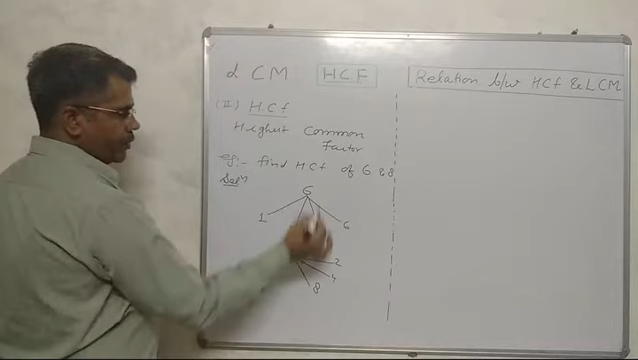 LCM HCF Relation b/w HCf & LCM
(II) H.Cf
Highest Common
Factor
eg:- find HCf of 6 & 8
Solⁿ
6
1 6
2
4
8